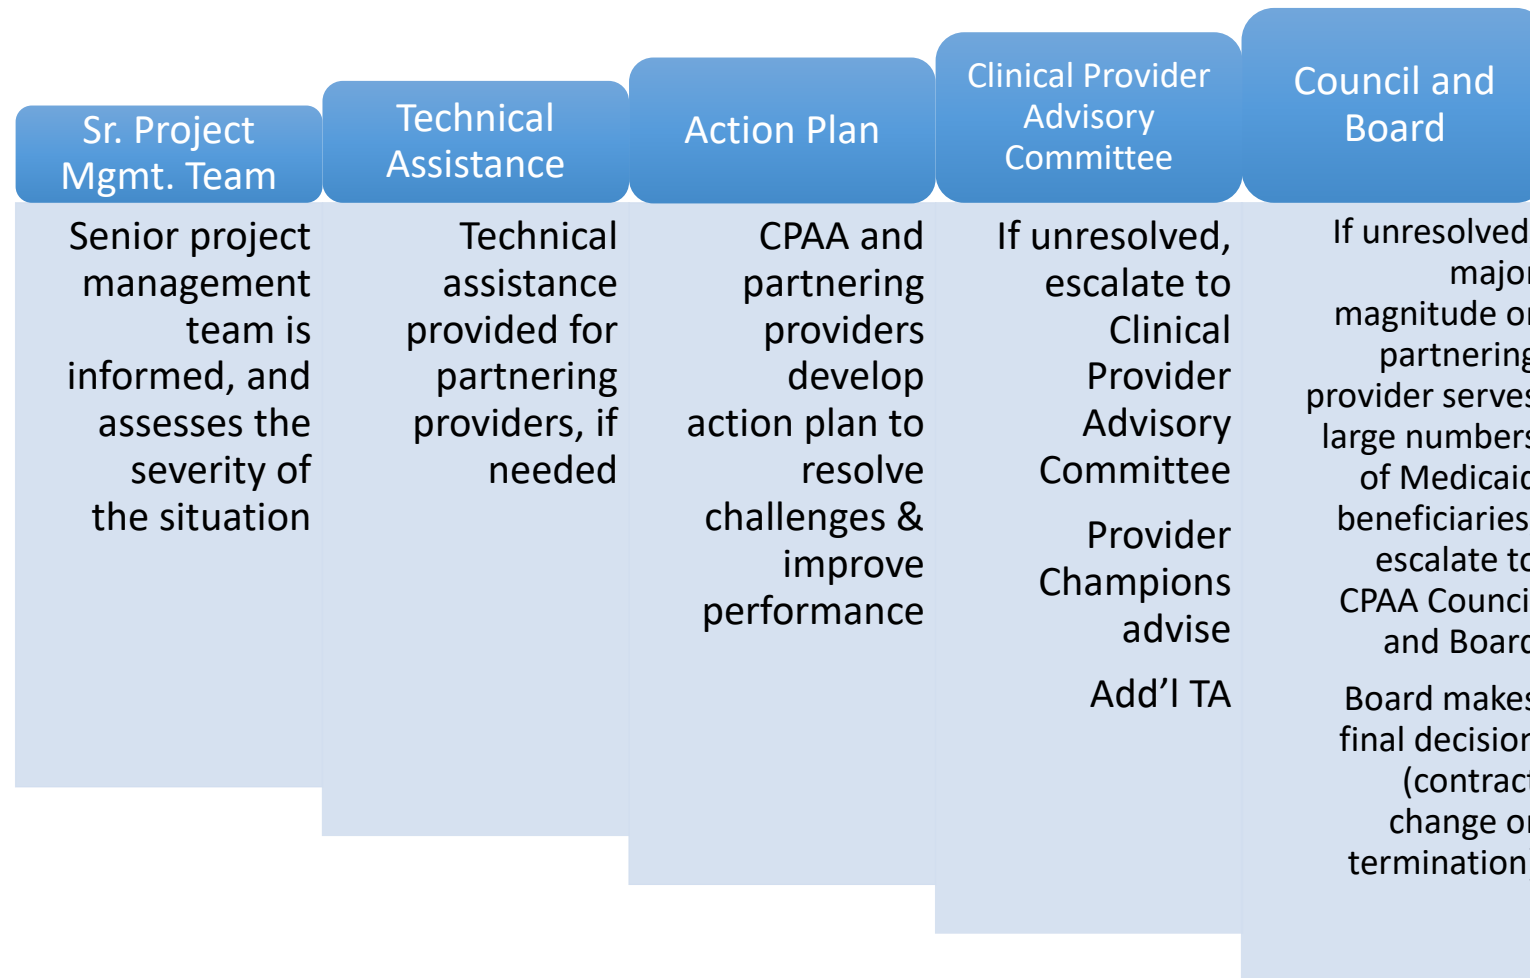 Sr. Project
Mgmt. Team
Senior project
management
team is
informed, and
assesses the
severity of
the situation
Technical
Assistance
Technical
assistance
provided for
partnering
providers, if
needed
Action Plan
CPAA and
partnering
providers
develop
action plan to
resolve
challenges &
improve
performance
Clinical Provider
Advisory
Committee
If unresolved,
escalate to
Clinical
Provider
Advisory
Committee
Provider
Champions
advise
Add’l TA
Council and
Board
If unresolved,
major
magnitude or
partnering
provider serves
large numbers
of Medicaid
beneficiaries,
escalate to
CPAA Council
and Board
Board makes
final decision
(contract
change or
termination)